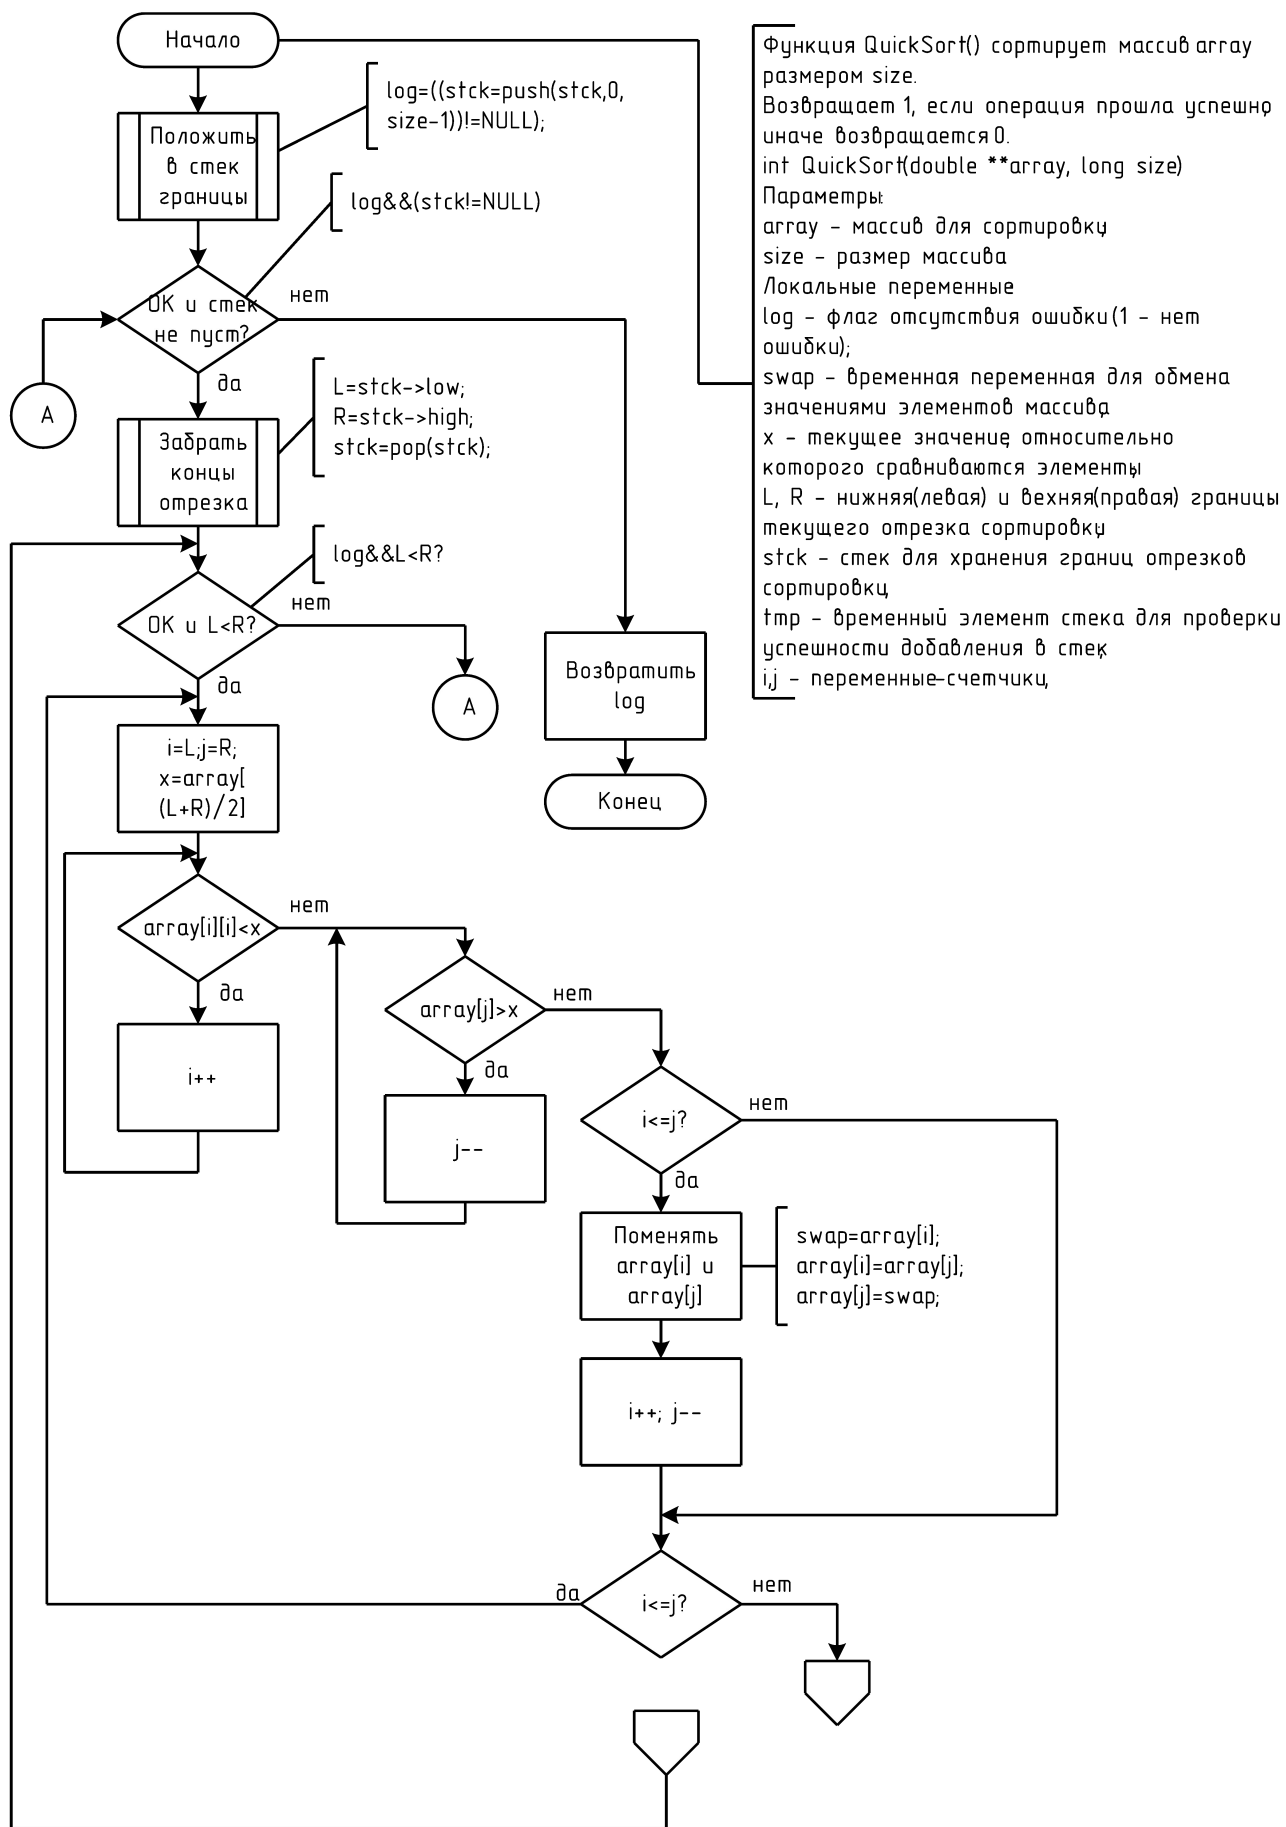 Начало
Функция QuickSort() сортирует массив array
размером size.
Возвращает 1, если операция прошла успешно,
иначе возвращается 0.
int QuickSort(double **array, long size)
Параметры:
array - массив для сортировки;
size - размер массива
Локальные переменные:
log - флаг отсутствия ошибки (1 - нет
ошибки);
swap - временная переменная для обмена
значениями элементов массива;
x - текущее значение, относительно
которого сравниваются элементы;
L, R - нижняя(левая) и вехняя(правая) границы
текущего отрезка сортировки;
stck - стек для хранения границ отрезков
сортировки;
tmp - временный элемент стека для проверки
успешности добавления в стек;
i,j - переменные-счетчики;
log=((stck=push(stck,0,
size-1))!=NULL);
Положить
в стек
границы
log&&(stck!=NULL)
OK и стек
не пуст?
нет
да
A
L=stck->low;
R=stck->high;
stck=pop(stck);
Забрать
концы
отрезка
log&&L<R?
OK и L<R?
нет
да
A
Возвратить
log
Конец
i=L;j=R;
x=array[
(L+R)/2]
array[i][i]<x
нет
да
i++
array[j]>x
нет
да
j--
i<=j?
нет
да
Поменять
array[i] и
array[j]
swap=array[i];
array[i]=array[j];
array[j]=swap;
i++; j--
i<=j?
да
нет